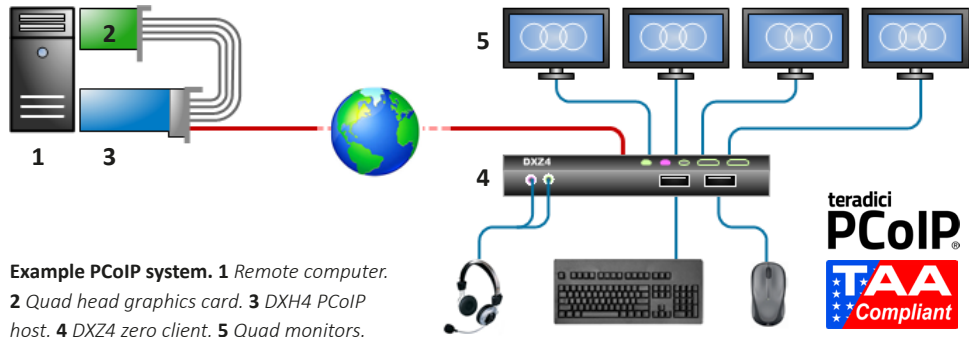 2
5
1
3
DXZ4
4
teradici
PCoIP®
TAA
Compliant
Example PCoIP system. 1 Remote computer.
2 Quad head graphics card. 3 DXH4 PCoIP
host. 4 DXZ4 zero client. 5 Quad monitors.